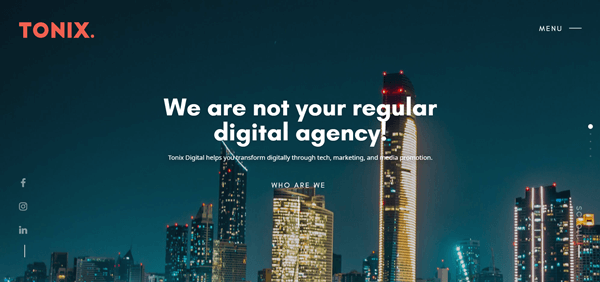 TONIX.
MENU
We are not your regular
digital agency!
Tonix Digital helps you transform digitally through tech, marketing, and media promotion.
WHO ARE WE